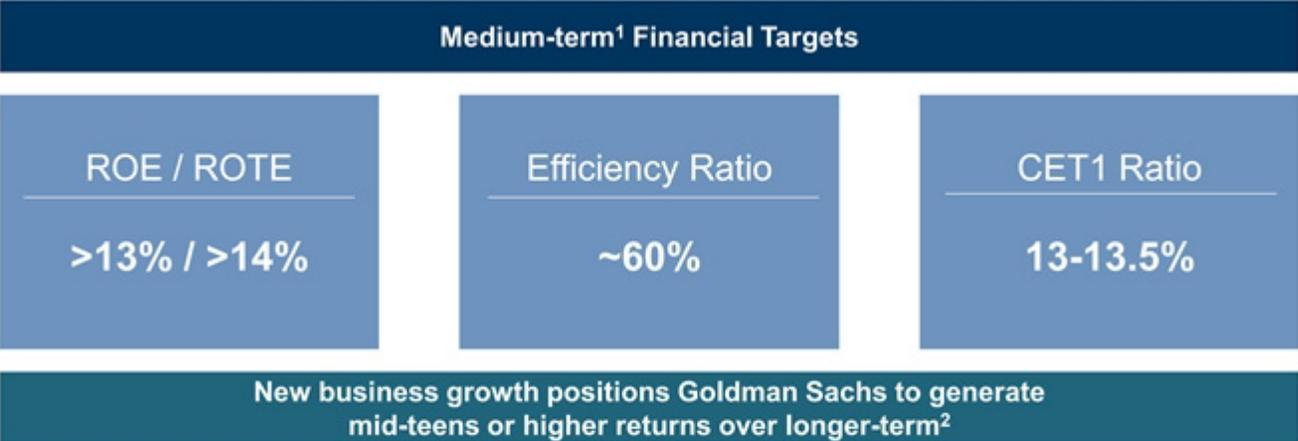 Medium-term¹ Financial Targets
ROE / ROTE
>13% / >14%
Efficiency Ratio
~60%
CET1 Ratio
13-13.5%
New business growth positions Goldman Sachs to generate
mid-teens or higher returns over longer-term²